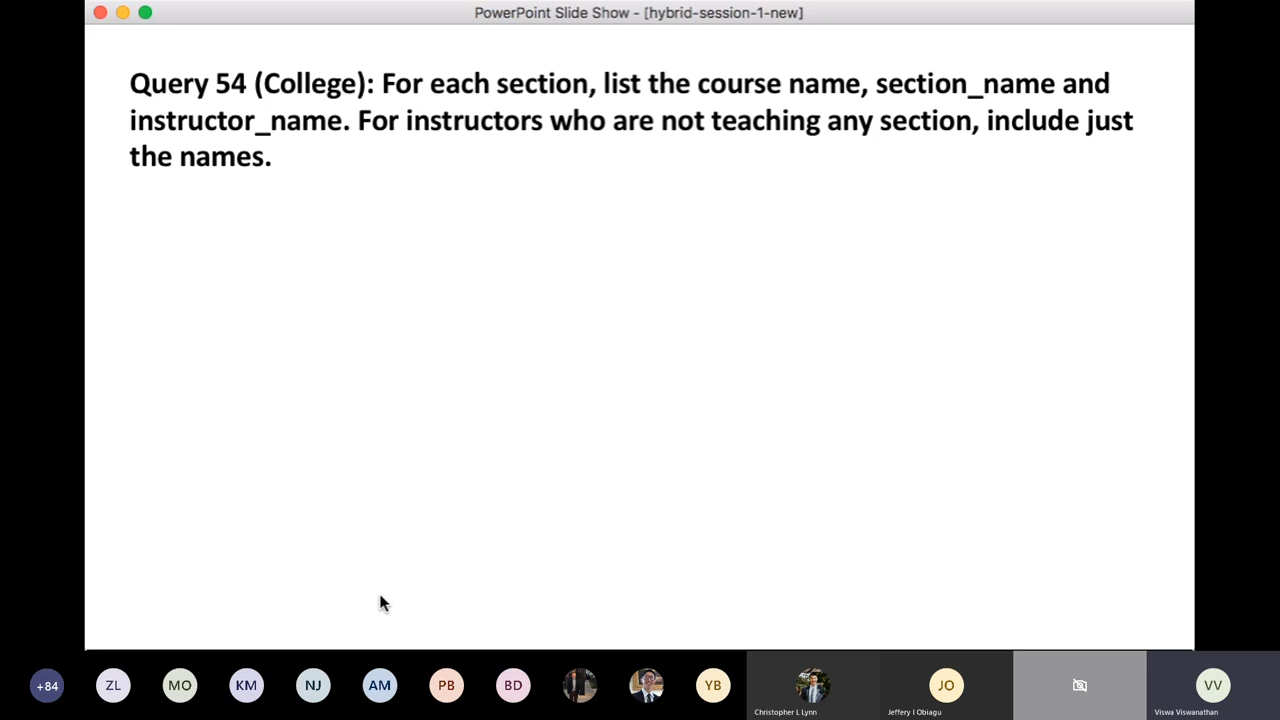 PowerPoint Slide Show - [hybrid-session-1-new]
Query 54 (College): For each section, list the course name, section_name and
instructor_name. For instructors who are not teaching any section, include just
the names.
+84
ZL
MO
KM
NJ
AM
PB
BD
YB
Christopher L Lynn
JO
Jeffery I Obiagu
VV
Viswa Viswanathan